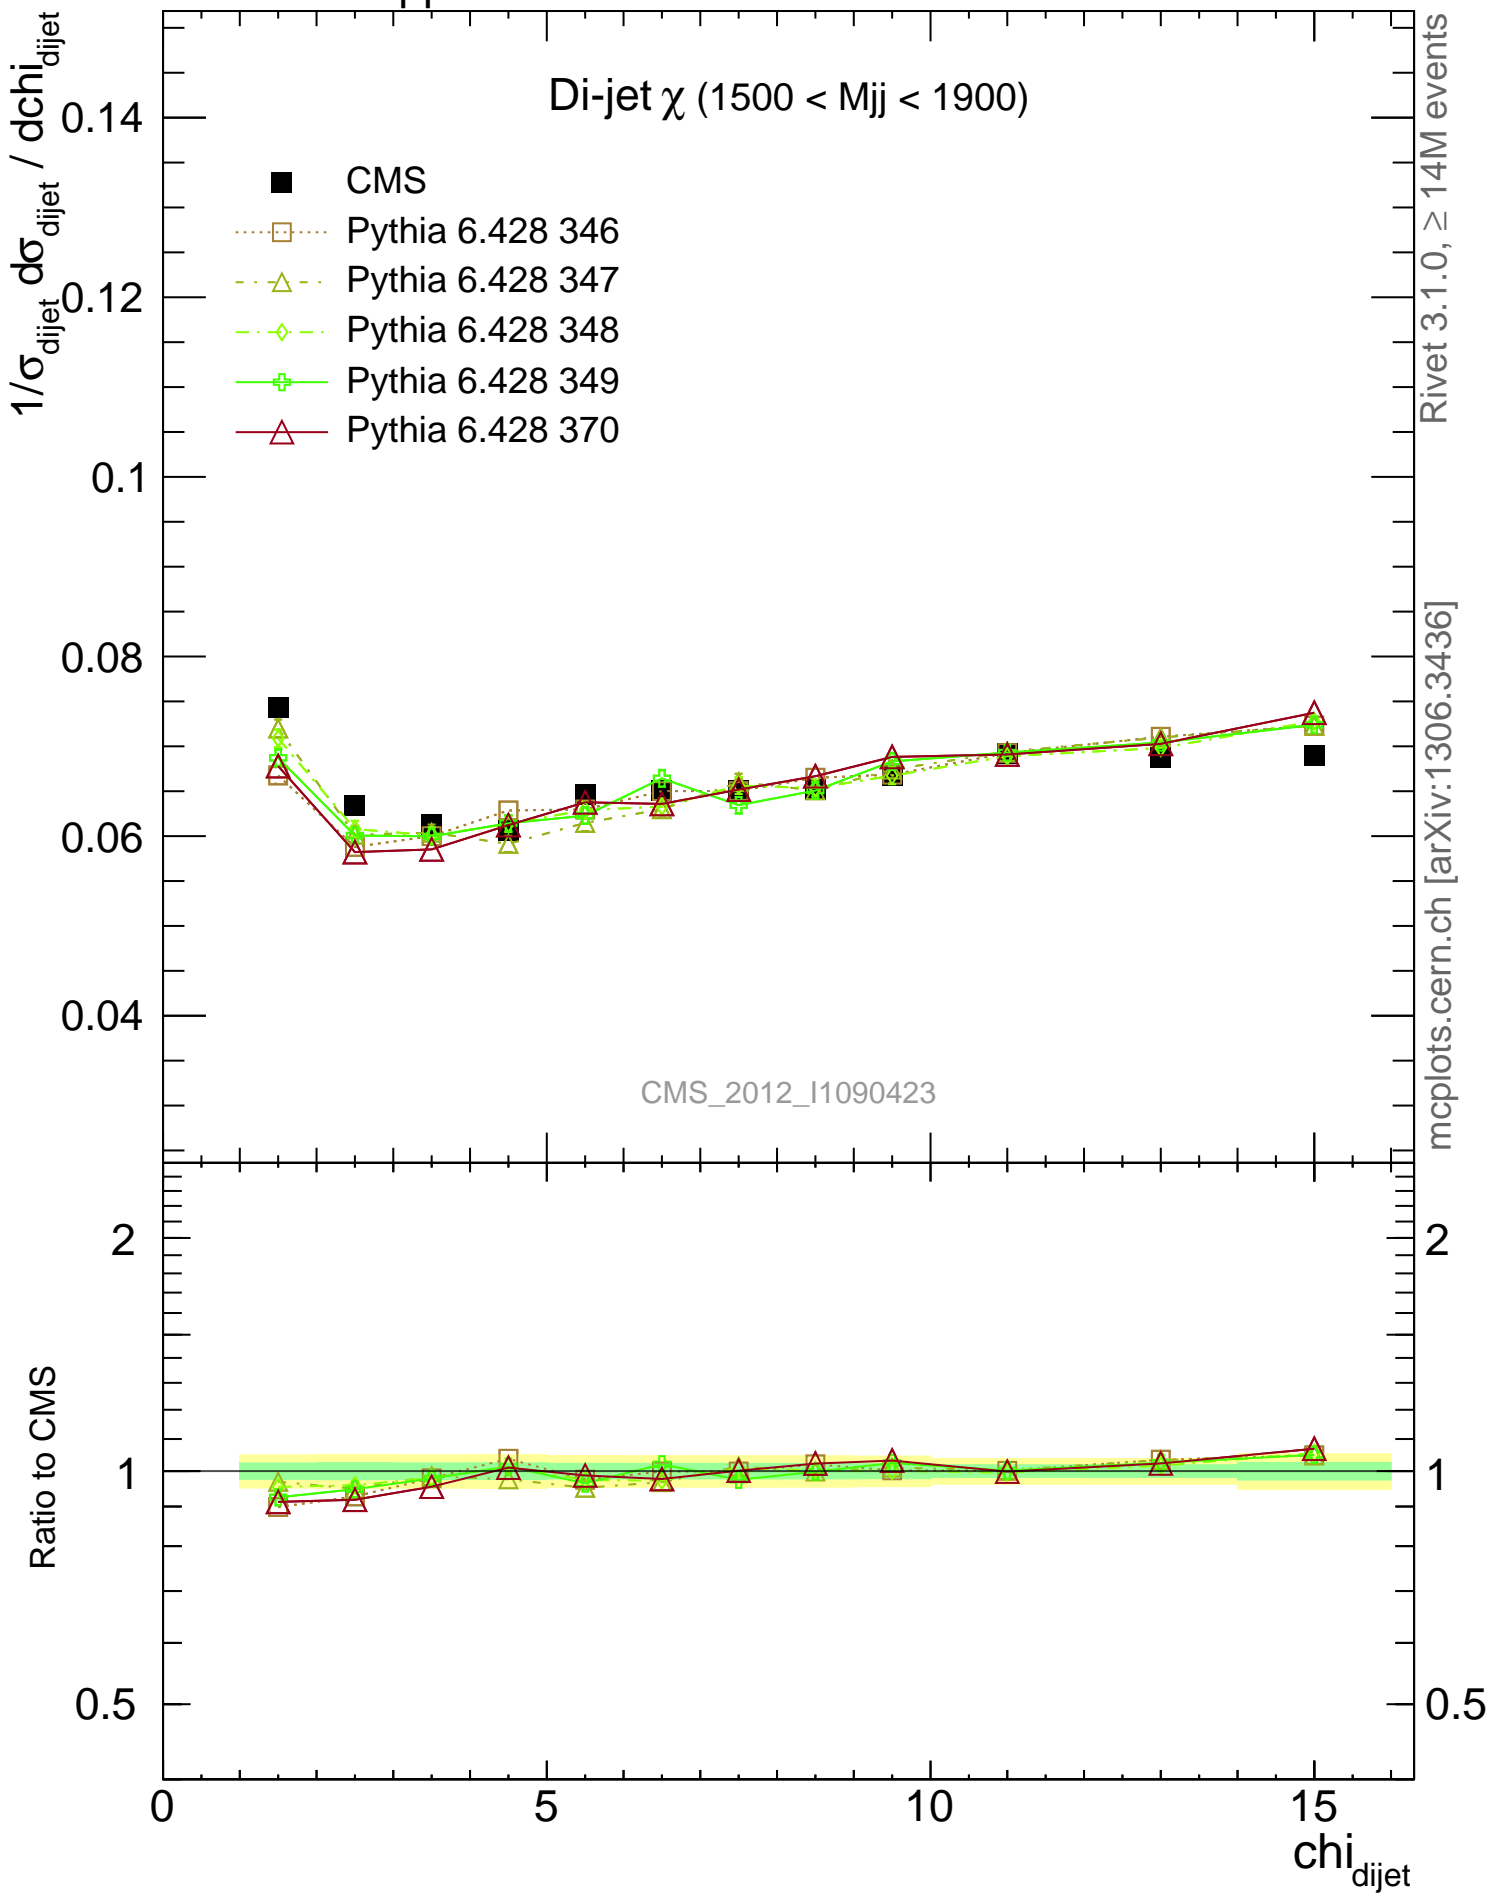 pp
1/σdijet dσdijet / dchidijet
Di-jet χ (1500 < Mjj < 1900)
CMS
Pythia 6.428 346
Pythia 6.428 347
Pythia 6.428 348
Pythia 6.428 349
Pythia 6.428 370
0.14
0.12
0.1
0.08
0.06
0.04
CMS_2012_I1090423
Rivet 3.1.0, ≥ 14M events
mcplots.cern.ch [arXiv:1306.3436]
Ratio to CMS
2
1
0.5
2
1
0.5
0
5
10
15
chidijet